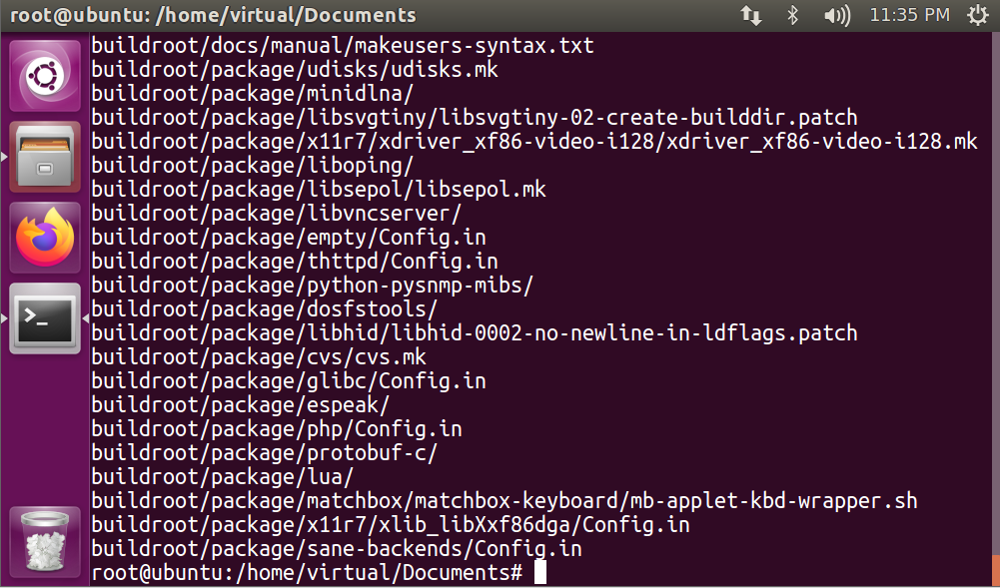 root@ubuntu: /home/virtual/Documents
11:35 PM
buildroot/docs/manual/makeusers-syntax.txt
buildroot/package/udisks/udisks.mk
buildroot/package/minidlna/
buildroot/package/libsvgtiny/libsvgtiny-02-create-builddir.patch
buildroot/package/x11r7/xdriver_xf86-video-i128/xdriver_xf86-video-i128.mk
buildroot/package/liboping/
buildroot/package/libsepol/libsepol.mk
buildroot/package/libvncserver/
buildroot/package/empty/Config.in
buildroot/package/thttpd/Config.in
buildroot/package/python-pysnmp-mibs/
buildroot/package/dosfstools/
buildroot/package/libhid/libhid-0002-no-newline-in-ldflags.patch
buildroot/package/cvs/cvs.mk
buildroot/package/glibc/Config.in
buildroot/package/espeak/
buildroot/package/php/Config.in
buildroot/package/protobuf-c/
buildroot/package/lua/
buildroot/package/matchbox/matchbox-keyboard/mb-applet-kbd-wrapper.sh
buildroot/package/x11r7/xlib_libXxf86dga/Config.in
buildroot/package/sane-backends/Config.in
root@ubuntu:/home/virtual/Documents#